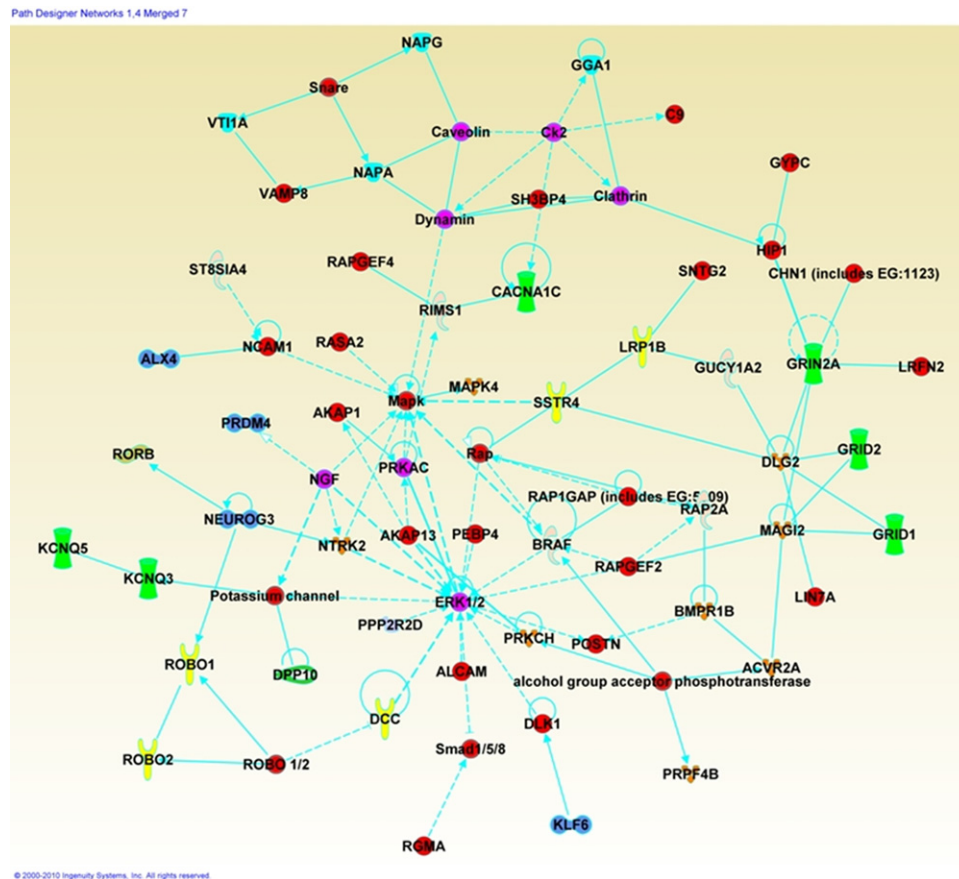 Path Designer Networks 1,4 Merged 7
NAPG
GGA1
Snare
C9
VTI1A
Caveolin
Ck2
GYPC
NAPA
VAMP8
SH3BP4
Clathrin
Dynamin
HIP1
RAPGEF4
ST8SIA4
SNTG2
CHN1 (includes EG:1123)
CACNA1C
RIMS1
RASA2
NCAM1
LRP1B
ALX4
GUCY1A2
GRIN2A
LRFN2
MAPK4
Mapk
SSTR4
AKAP1
PRDM4
RORB
Rap
GRID2
PRKAC
DLG2
NGF
RAP1GAP (includes EG:5909)
RAP2A
NEUROG3
MAGI2
GRID1
AKAP13
PEBP4
NTRK2
BRAF
KCNQ5
RAPGEF2
KCNQ3
Potassium channel
ERK1/2
LIN7A
BMPR1B
PPP2R2D
PRKCH
POSTN
ROBO1
DPP10
ALCAM
ACVR2A
alcohol group acceptor phosphotransferase
DCC
DLK1
Smad1/5/8
ROBO2
ROBO 1/2
PRPF4B
KLF6
RGMA
© 2000-2010 Ingenuity Systems, Inc. All rights reserved.